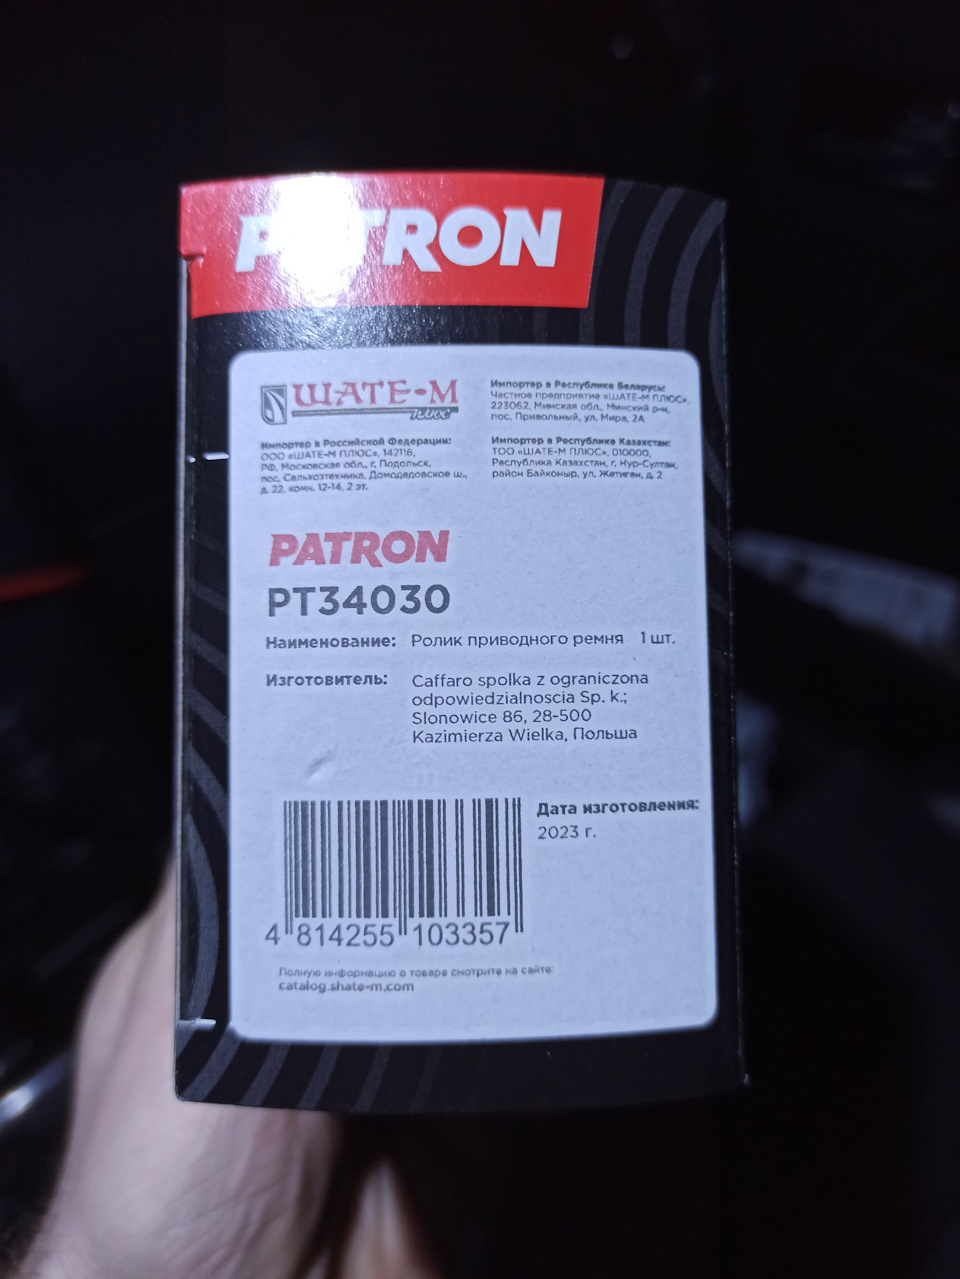 PATRON
ШАТЕ-М
ПЛЮС
Импортер в Республике Беларусь:
Частное предприятие «ШАТЕ-М ПЛЮС»,
223062, Минская обл., Минский р-н,
пос. Привольный, ул. Мира, 2А
Импортер в Российской Федерации:
ООО «ШАТЕ-М ПЛЮС», 142116,
РФ, Московская обл., г. Подольск,
пос. Сельхозтехника, Домодедовское ш.,
д. 22, комн. 12-14, 2 эт.
Импортер в Республике Казахстан:
ТОО «ШАТЕ-М ПЛЮС», 010000,
Республика Казахстан, г. Нур-Султан,
район Байконыр, ул. Жетиген, д. 2
PATRON
PT34030
Наименование: Ролик приводного ремня 1 шт.
Изготовитель: Caffaro spolka z ograniczona
odpowiedzialnoscia Sp. k.;
Slonowice 86, 28-500
Kazimierza Wielka, Польша
Дата изготовления:
2023 г.
4 814255 103357
Полную информацию о товаре смотрите на сайте:
catalog.shate-m.com